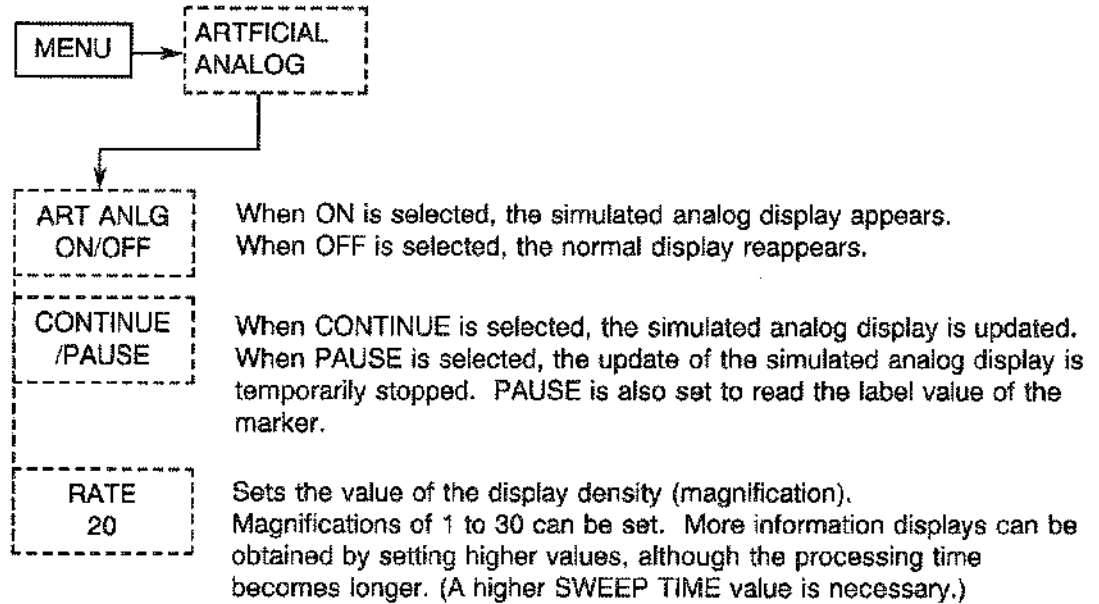 MENU
ARTFICIAL
ANALOG
ART ANLG
ON/OFF
When ON is selected, the simulated analog display appears.
When OFF is selected, the normal display reappears.
CONTINUE
/PAUSE
When CONTINUE is selected, the simulated analog display is updated.
When PAUSE is selected, the update of the simulated analog display is
temporarily stopped. PAUSE is also set to read the label value of the
marker.
RATE
20
Sets the value of the display density (magnification).
Magnifications of 1 to 30 can be set. More information displays can be
obtained by setting higher values, although the processing time
becomes longer. (A higher SWEEP TIME value is necessary.)